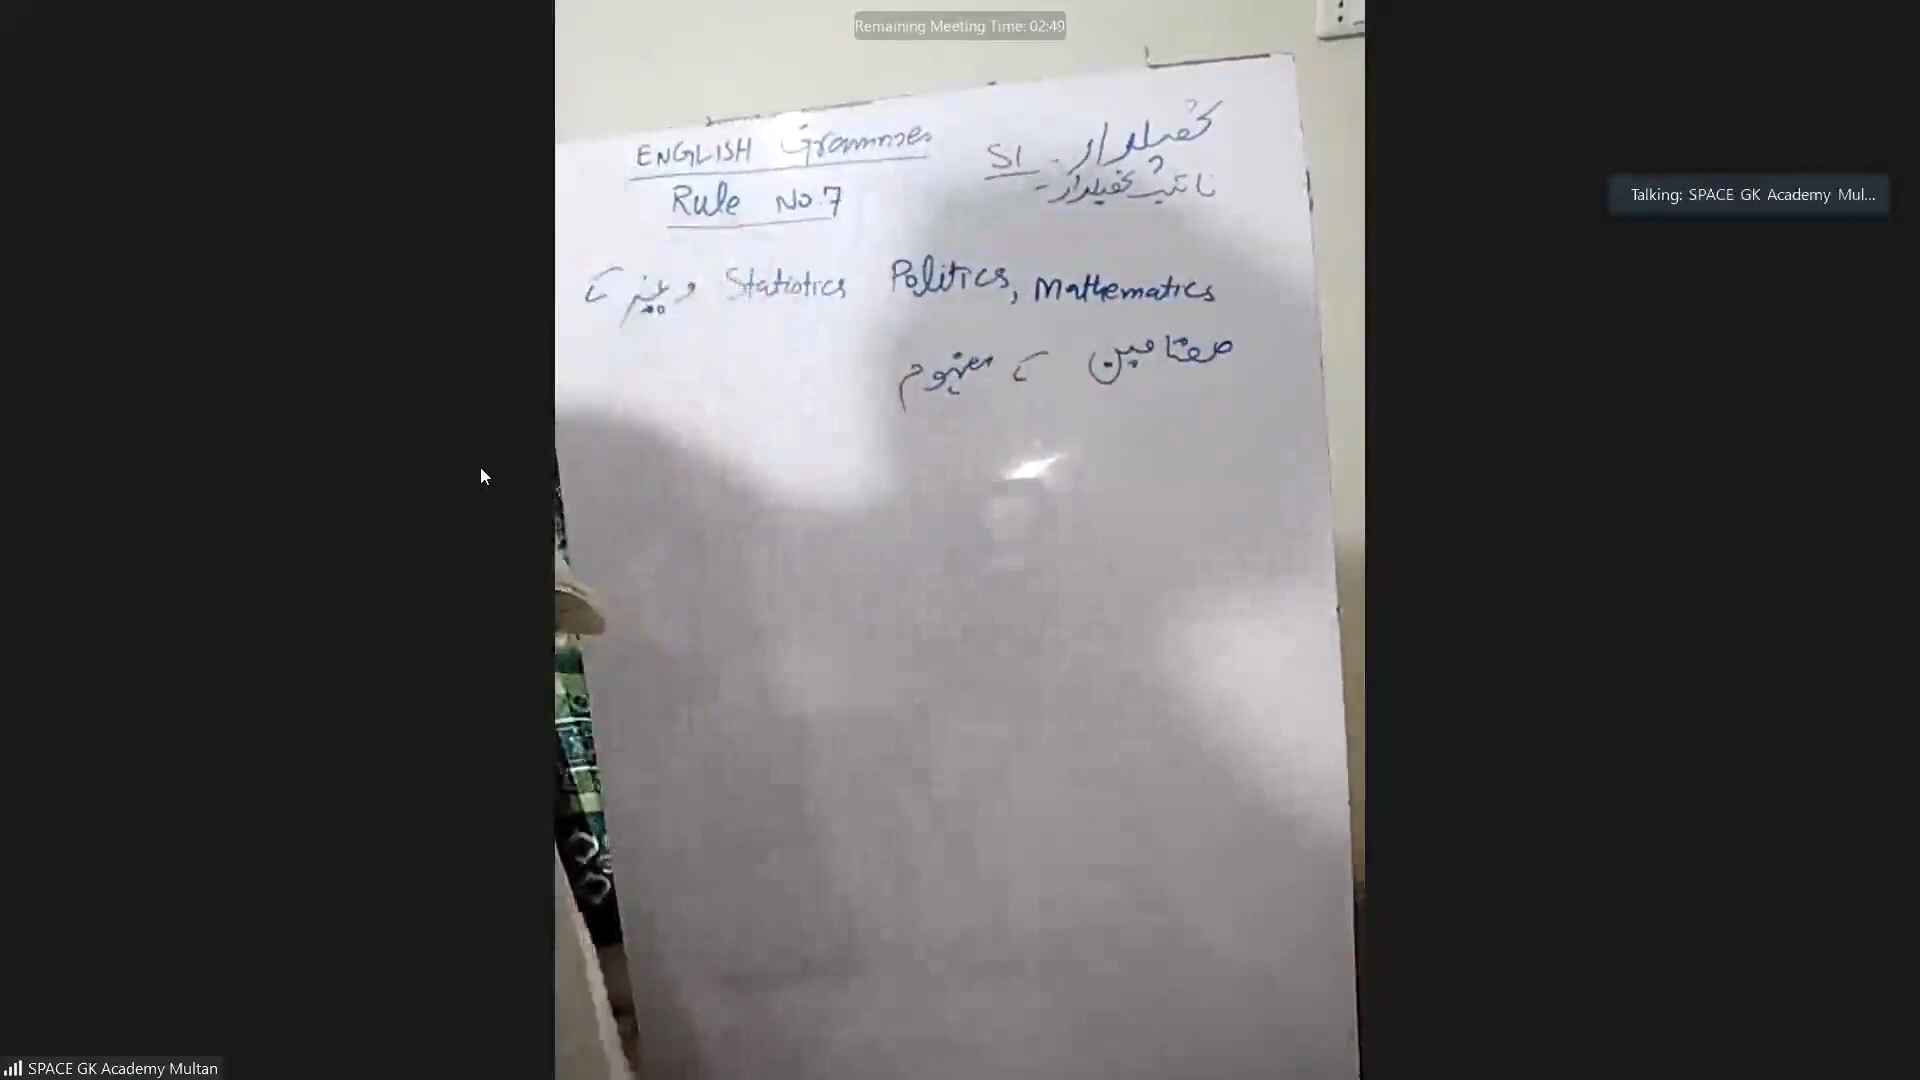 Remaining Meeting Time: 02:49
ENGLISH Grammer
تحصیلدار - SI
نائب تحصیلدار -
Rule No. 7
Mathematics, Politics Statistics وغیرہ کے
مضامین کے مفہوم
Talking: SPACE GK Academy Mul...
SPACE GK Academy Multan